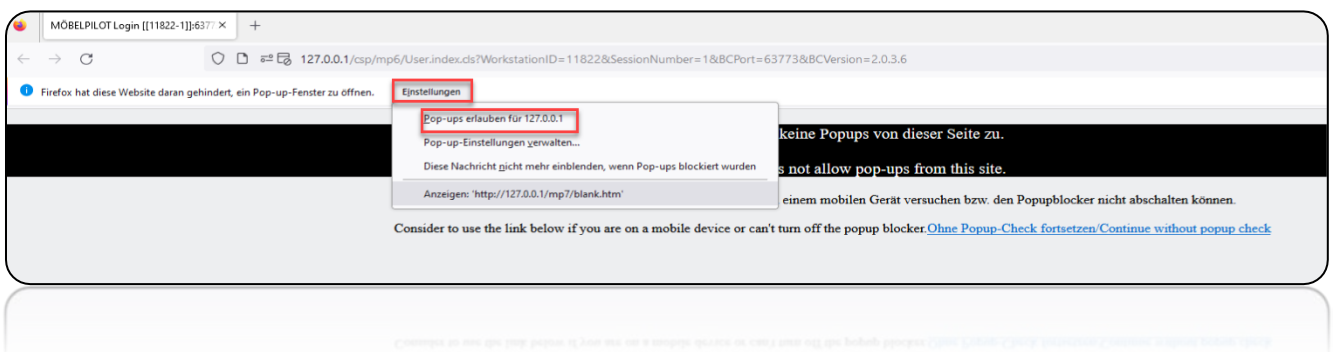 MÖBELPILOT Login [[11822-1]]:6377
127.0.0.1/csp/mp6/User.index.cls?WorkstationID=11822&SessionNumber=1&BCPort=63773&BCVersion=2.0.3.6
Firefox hat diese Website daran gehindert, ein Pop-up-Fenster zu öffnen. Einstellungen
Pop-ups erlauben für 127.0.0.1
keine Popups von dieser Seite zu.
Pop-up-Einstellungen verwalten...
Diese Nachricht nicht mehr einblenden, wenn Pop-ups blockiert wurden
not allow pop-ups from this site.
Anzeigen: 'http://127.0.0.1/mp7/blank.htm'
einem mobilen Gerät versuchen bzw. den Popupblocker nicht abschalten können.
Consider to use the link below if you are on a mobile device or can't turn off the popup blocker.Ohne Popup-Check fortsetzen/Continue without popup check